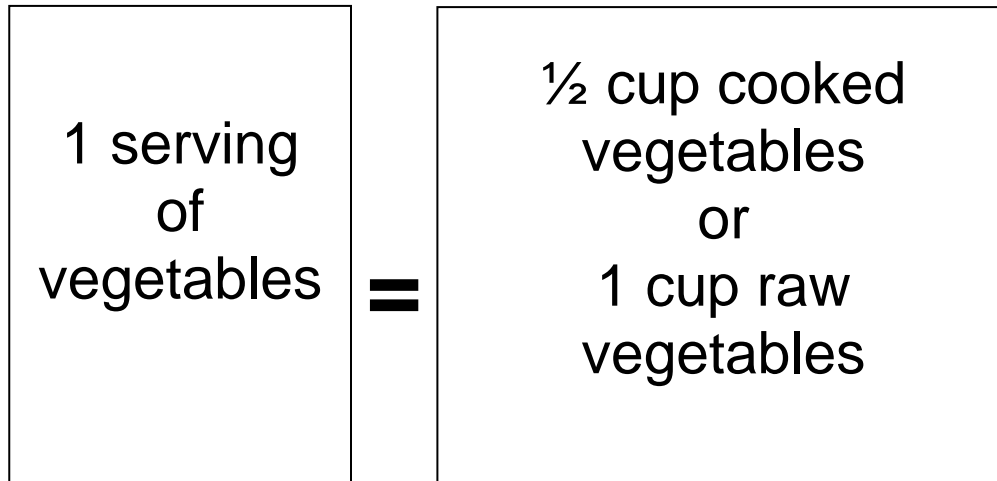 1 serving
of
vegetables
=
½ cup cooked
vegetables
or
1 cup raw
vegetables